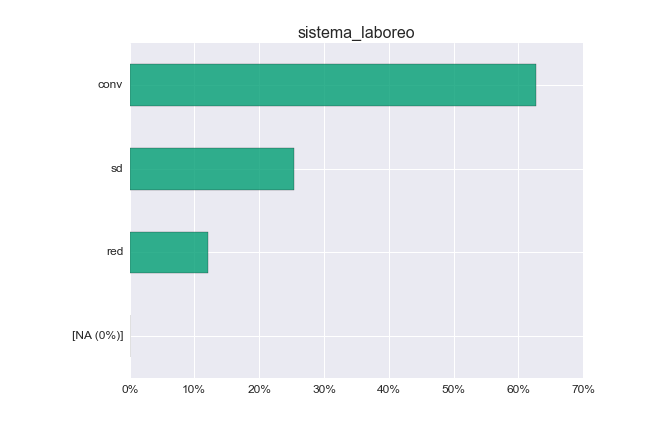 sistema_laboreo
conv
sd
red
[NA (0%)]
0% 10% 20% 30% 40% 50% 60% 70%